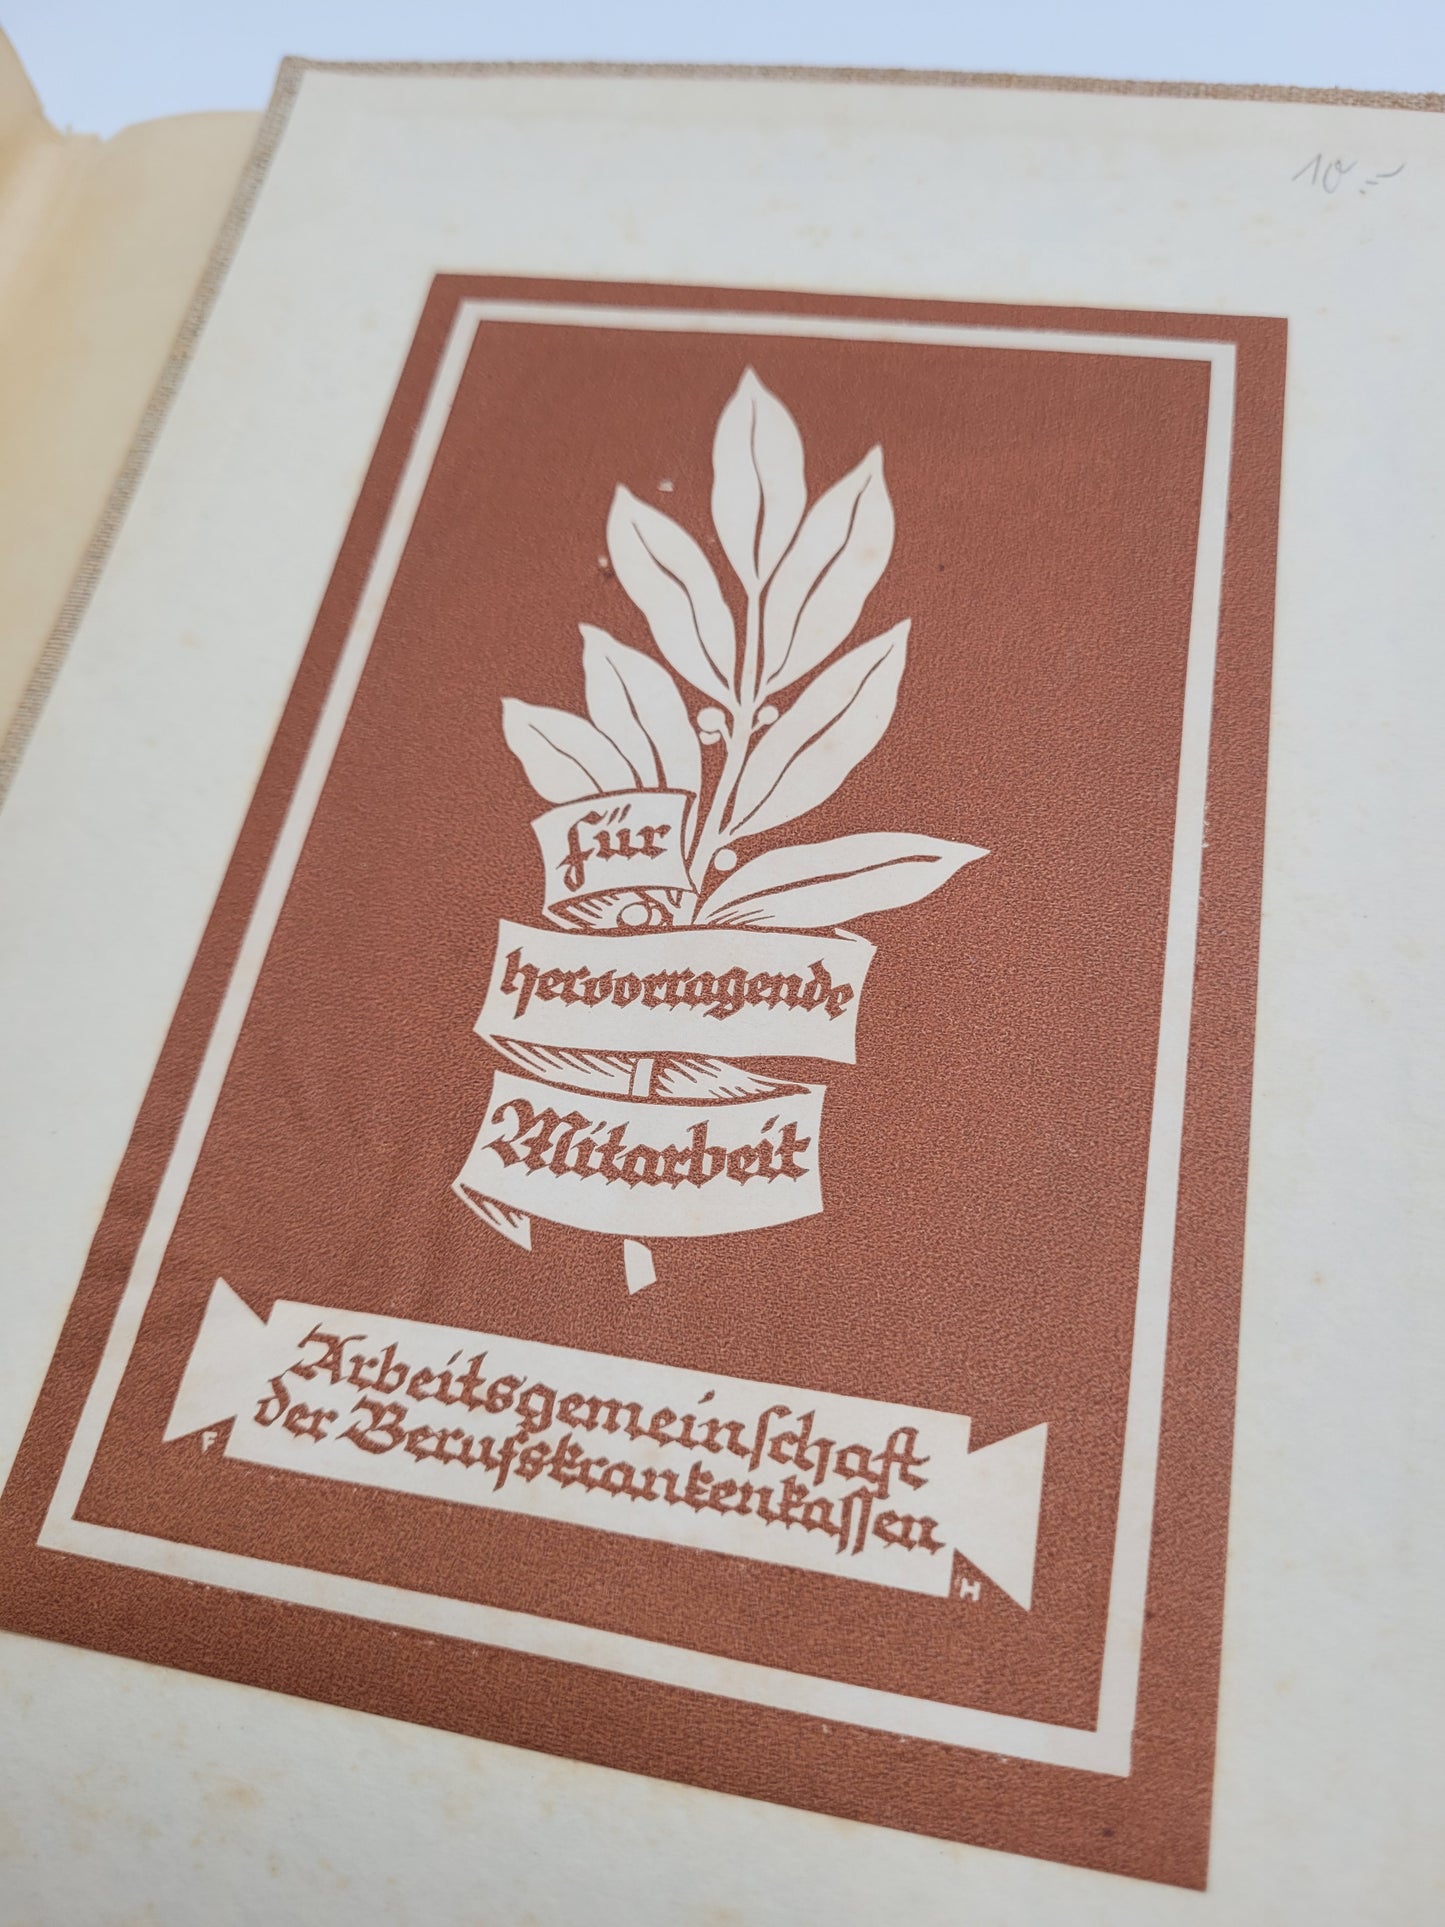 10.-
für
hervorragende
Mitarbeit
Arbeitsgemeinschaft
der Berufskrankenkassen
F
H